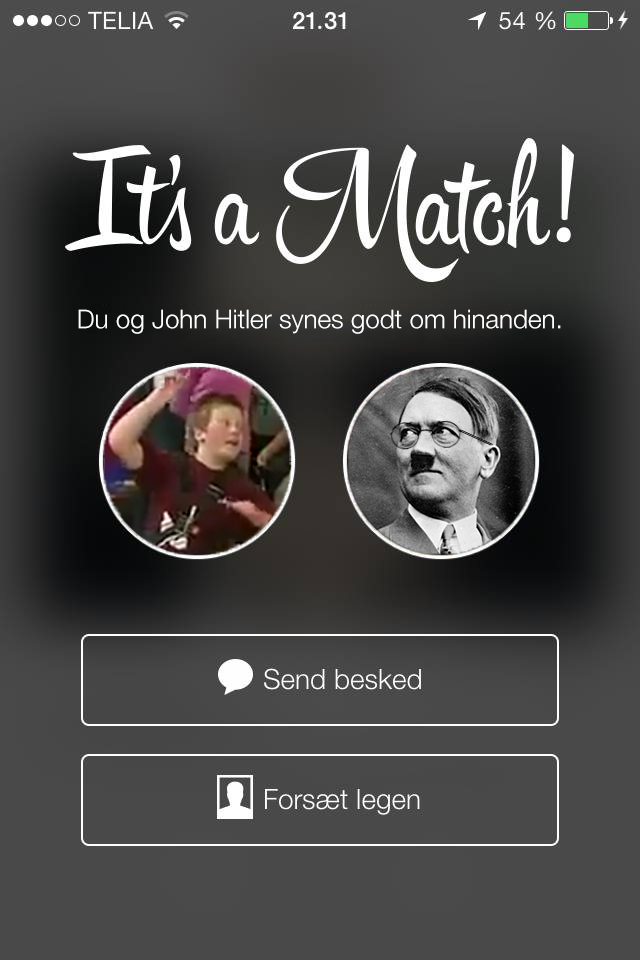 TELIA 21.31 54 %
It's a Match!
Du og John Hitler synes godt om hinanden.
Send besked
Forsæt legen